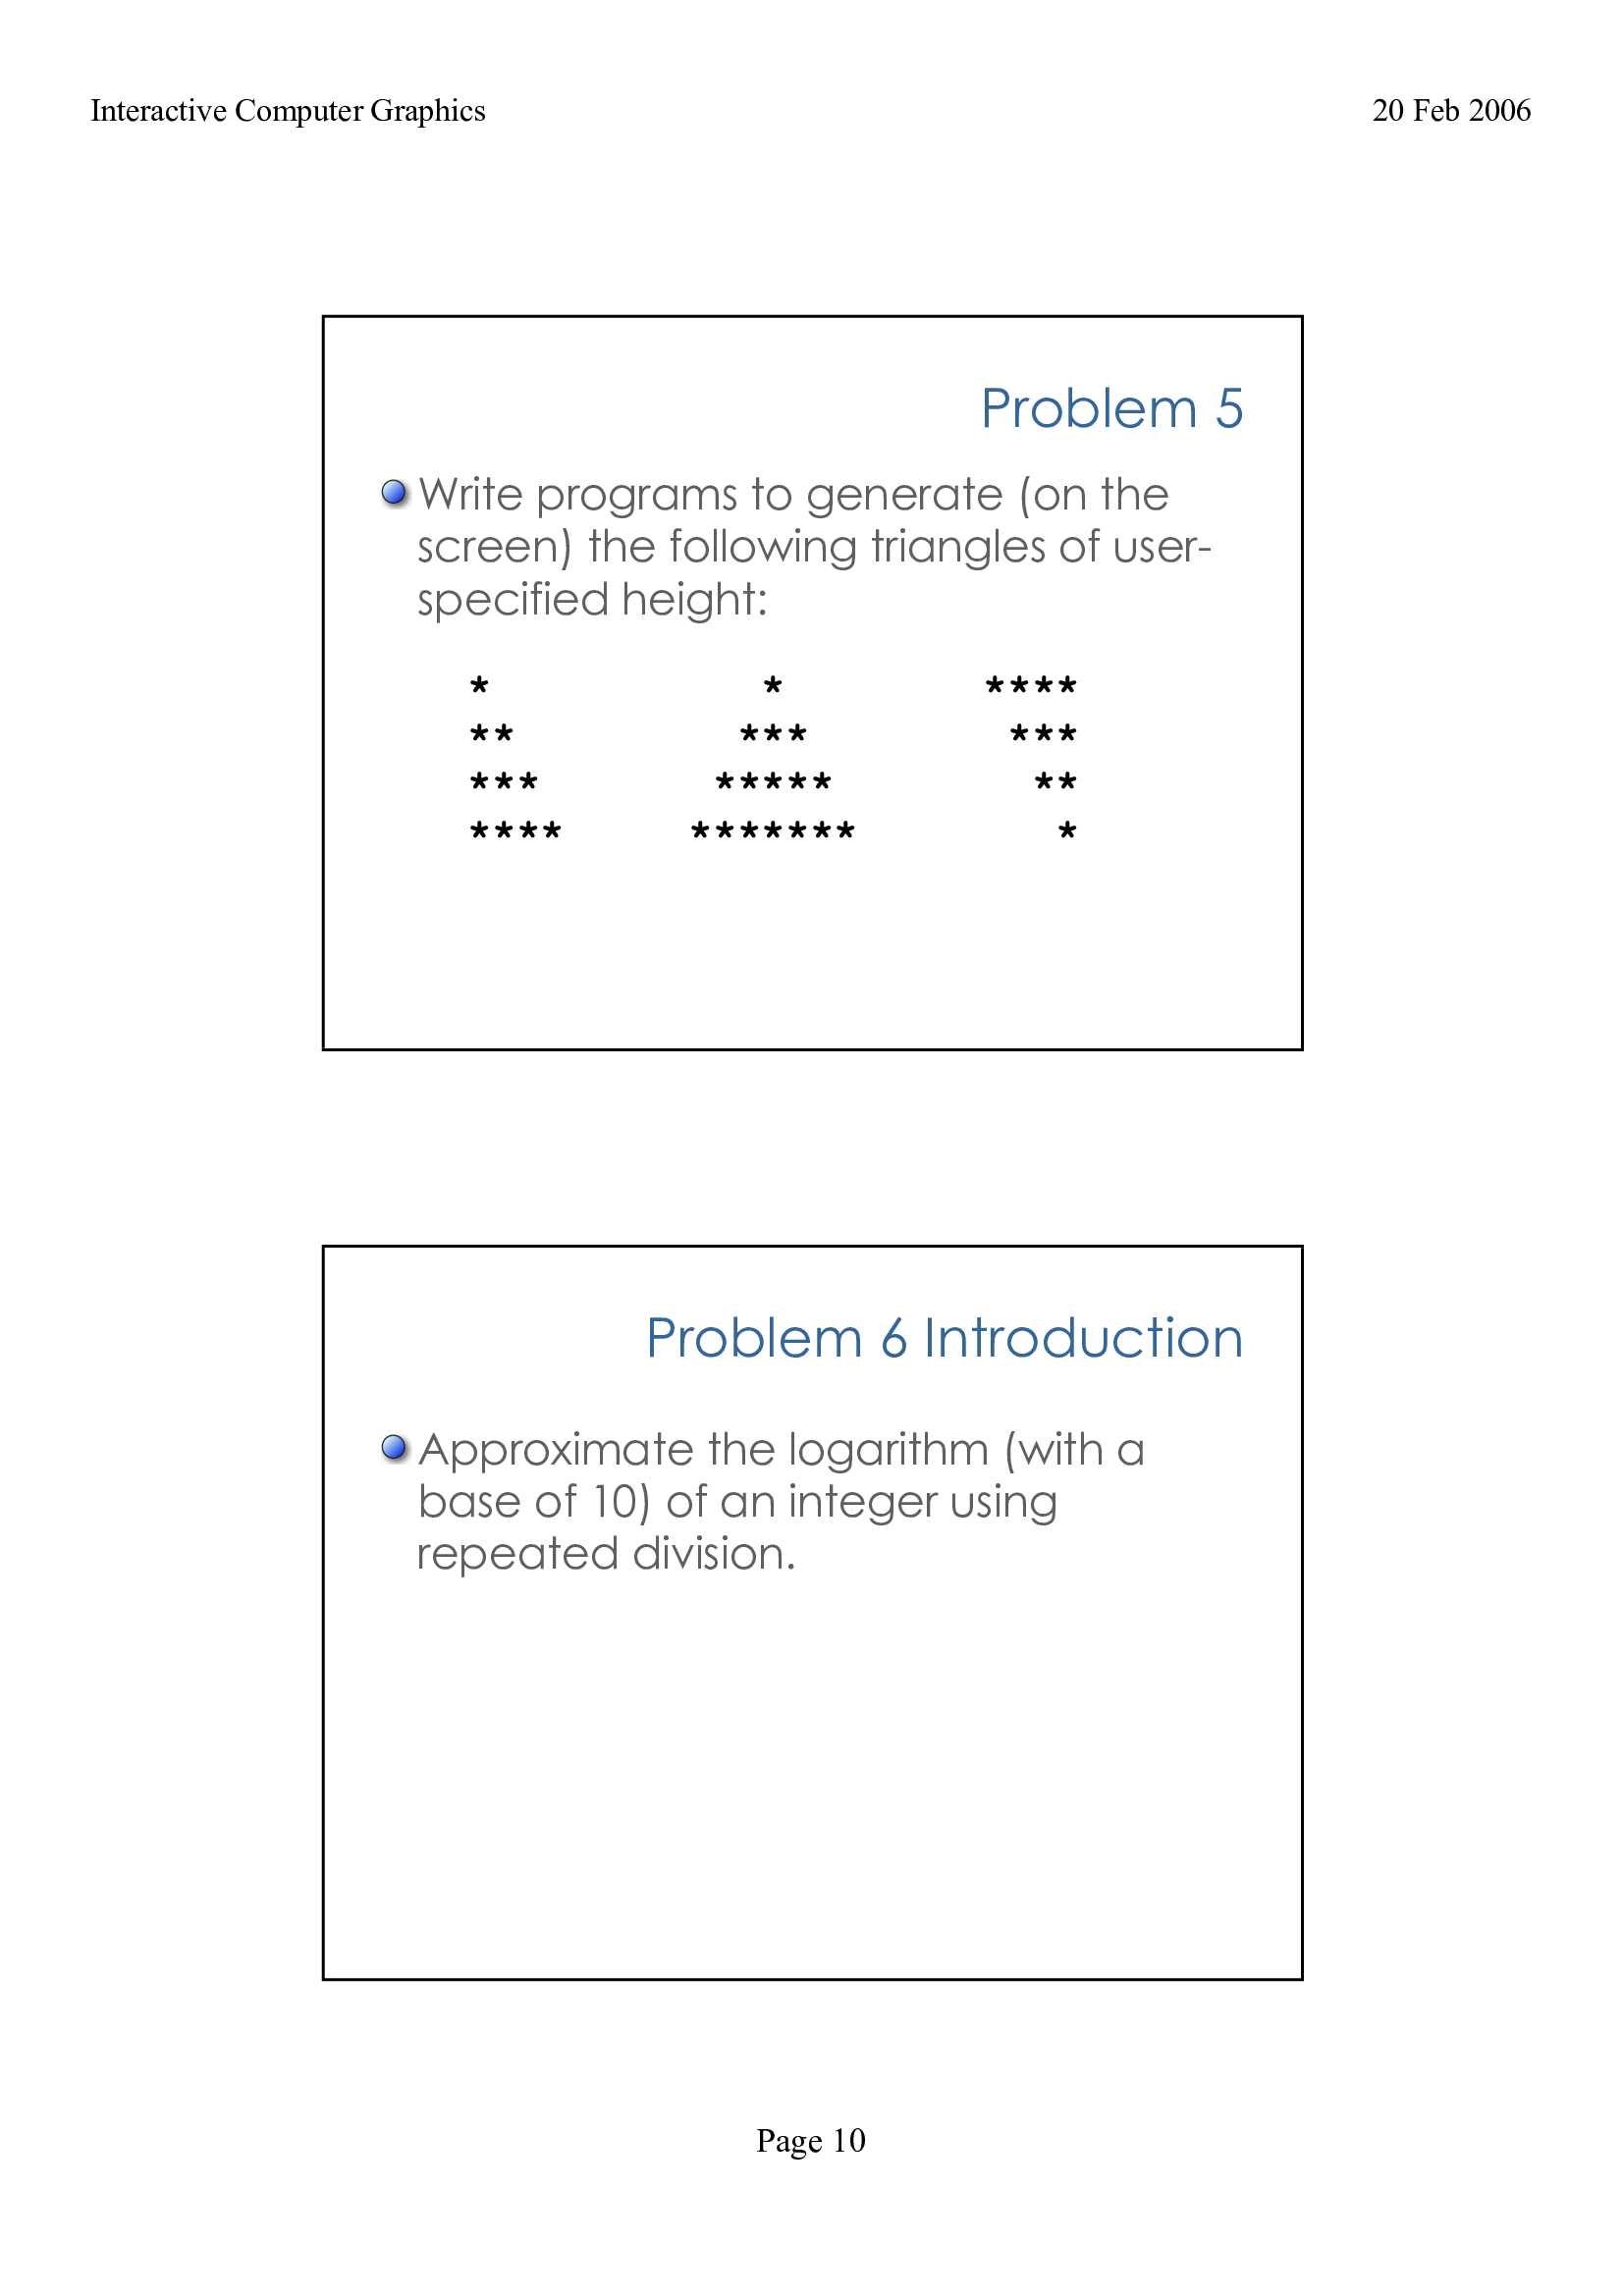 Interactive Computer Graphics 20 Feb 2006
Problem 5
Write programs to generate (on the
screen) the following triangles of user-
specified height:
* * ****
** *** ***
*** ***** **
**** ******* *
Problem 6 Introduction
Approximate the logarithm (with a
base of 10) of an integer using
repeated division.
Page 10